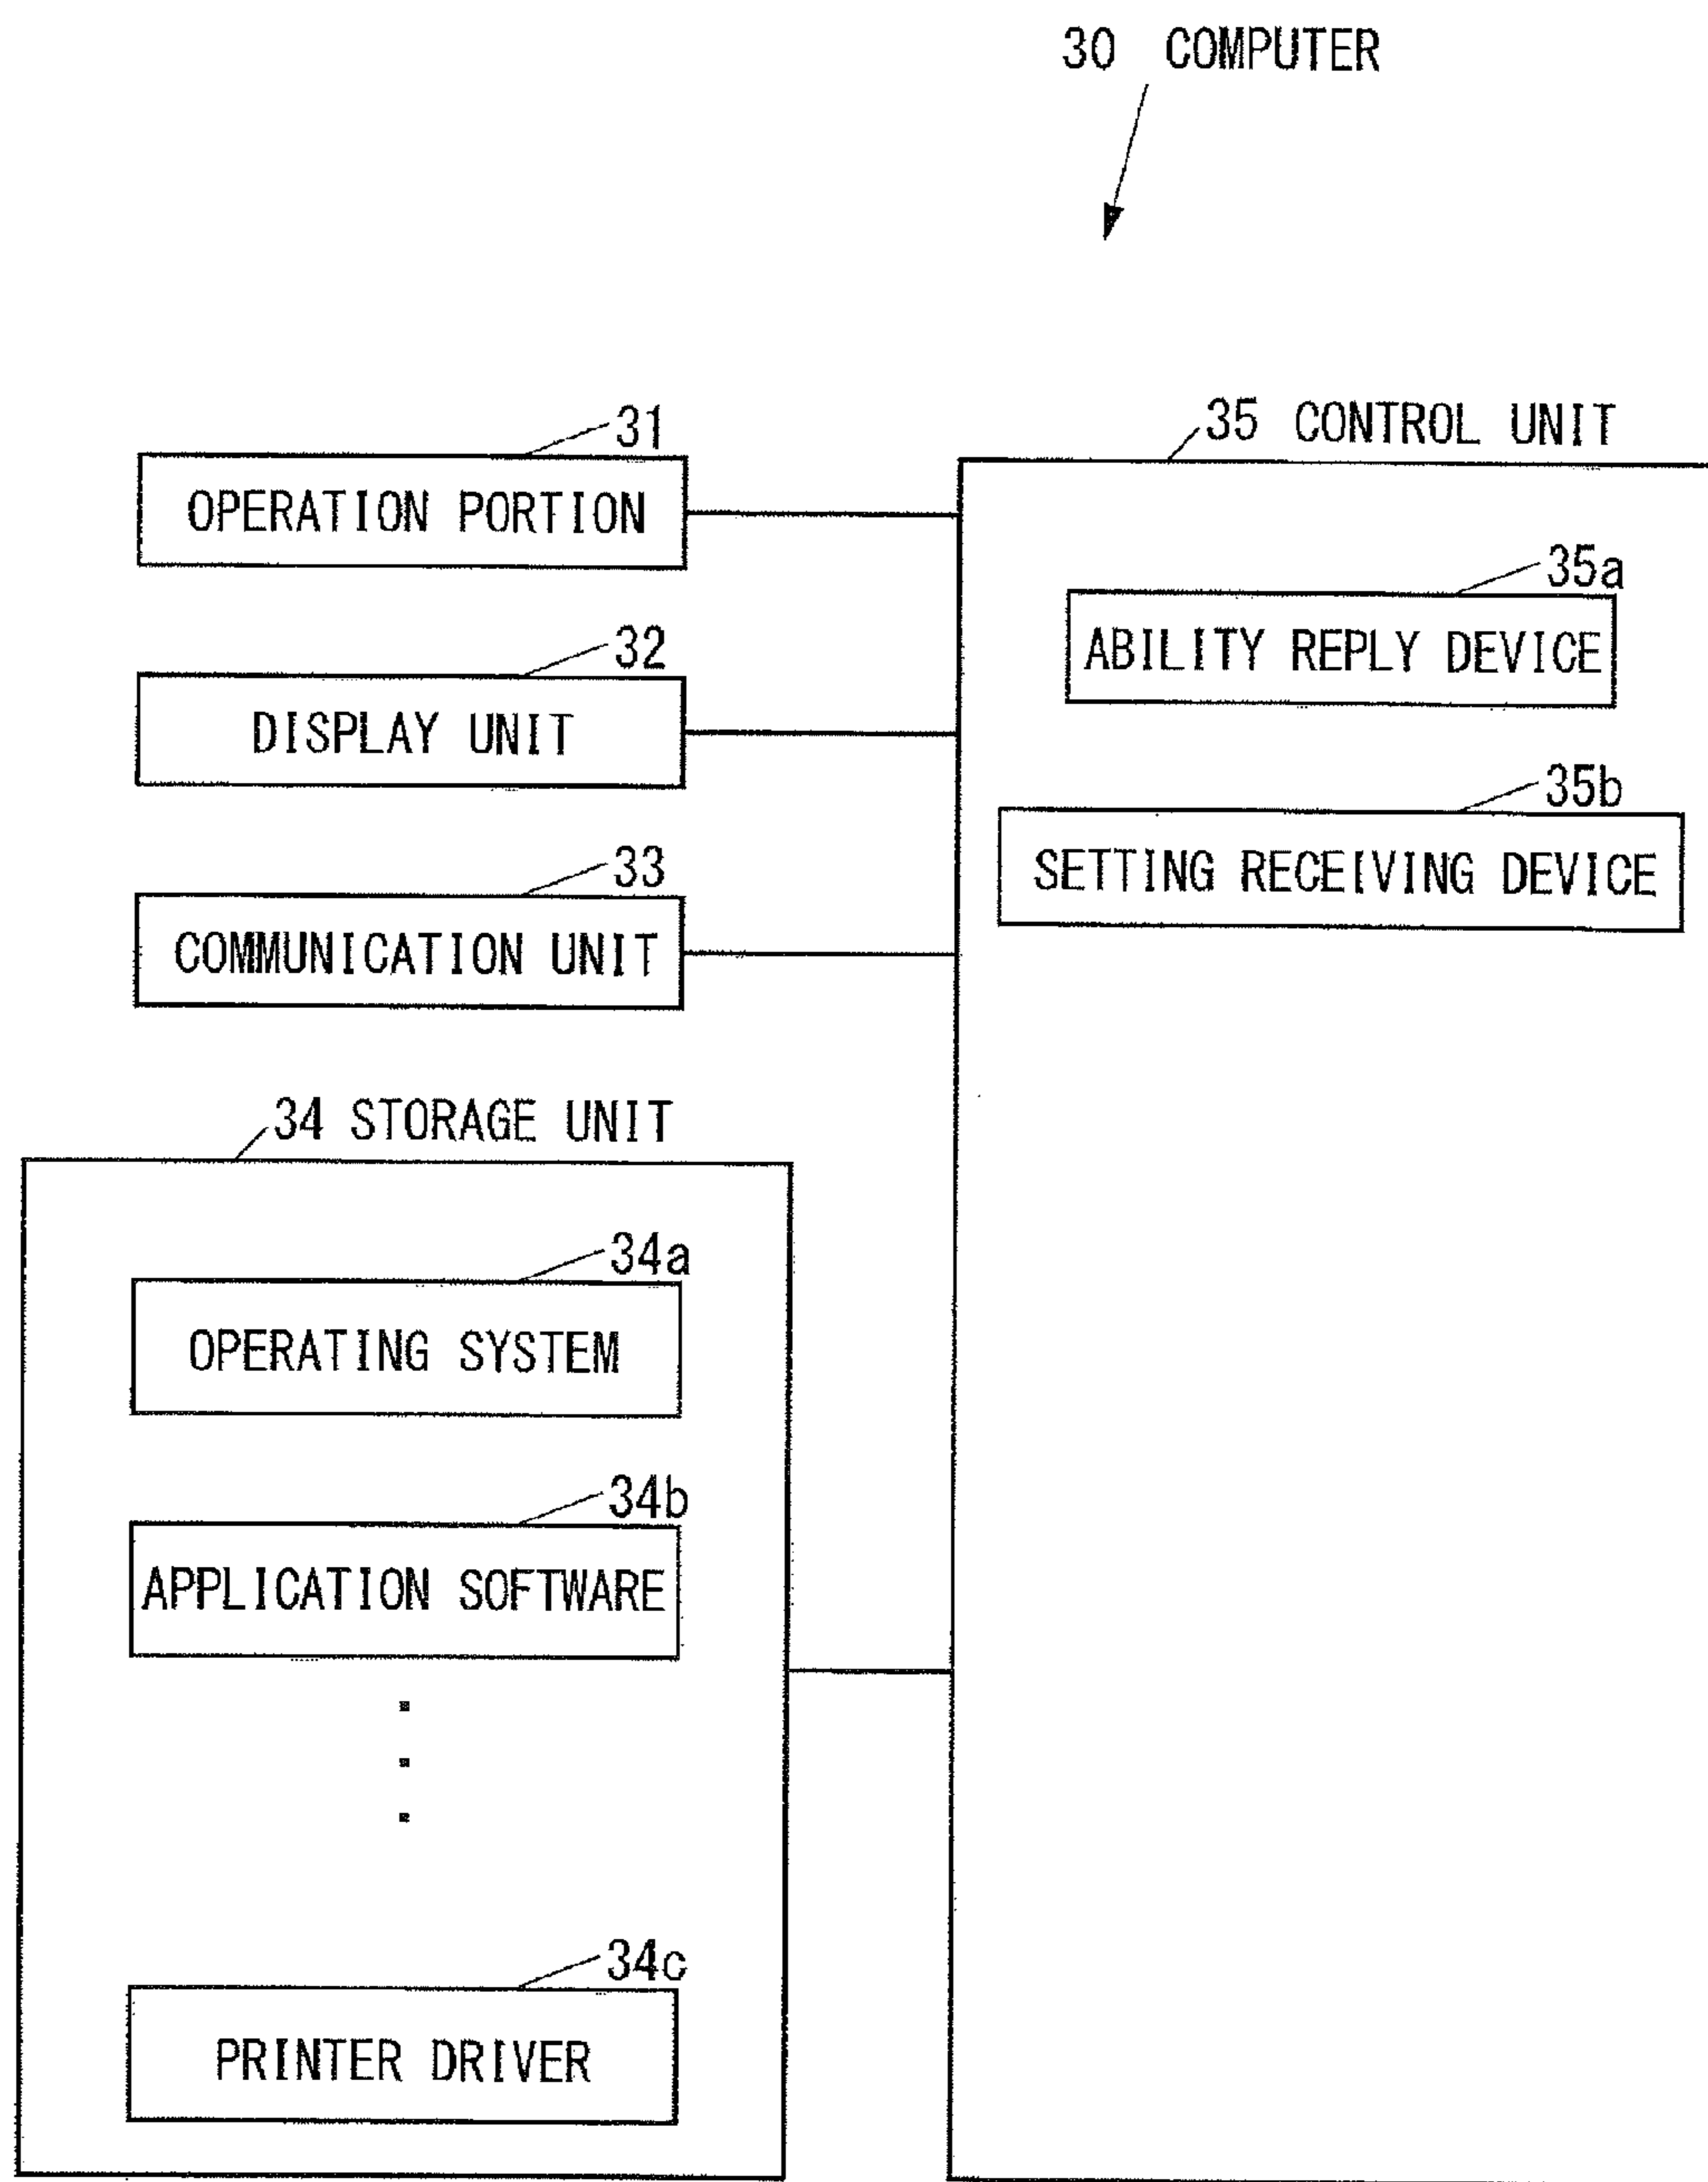 30 COMPUTER
31
OPERATION PORTION
32
DISPLAY UNIT
33
COMMUNICATION UNIT
34 STORAGE UNIT
34a
OPERATING SYSTEM
34b
APPLICATION SOFTWARE
34c
PRINTER DRIVER
35 CONTROL UNIT
35a
ABILITY REPLY DEVICE
35b
SETTING RECEIVING DEVICE